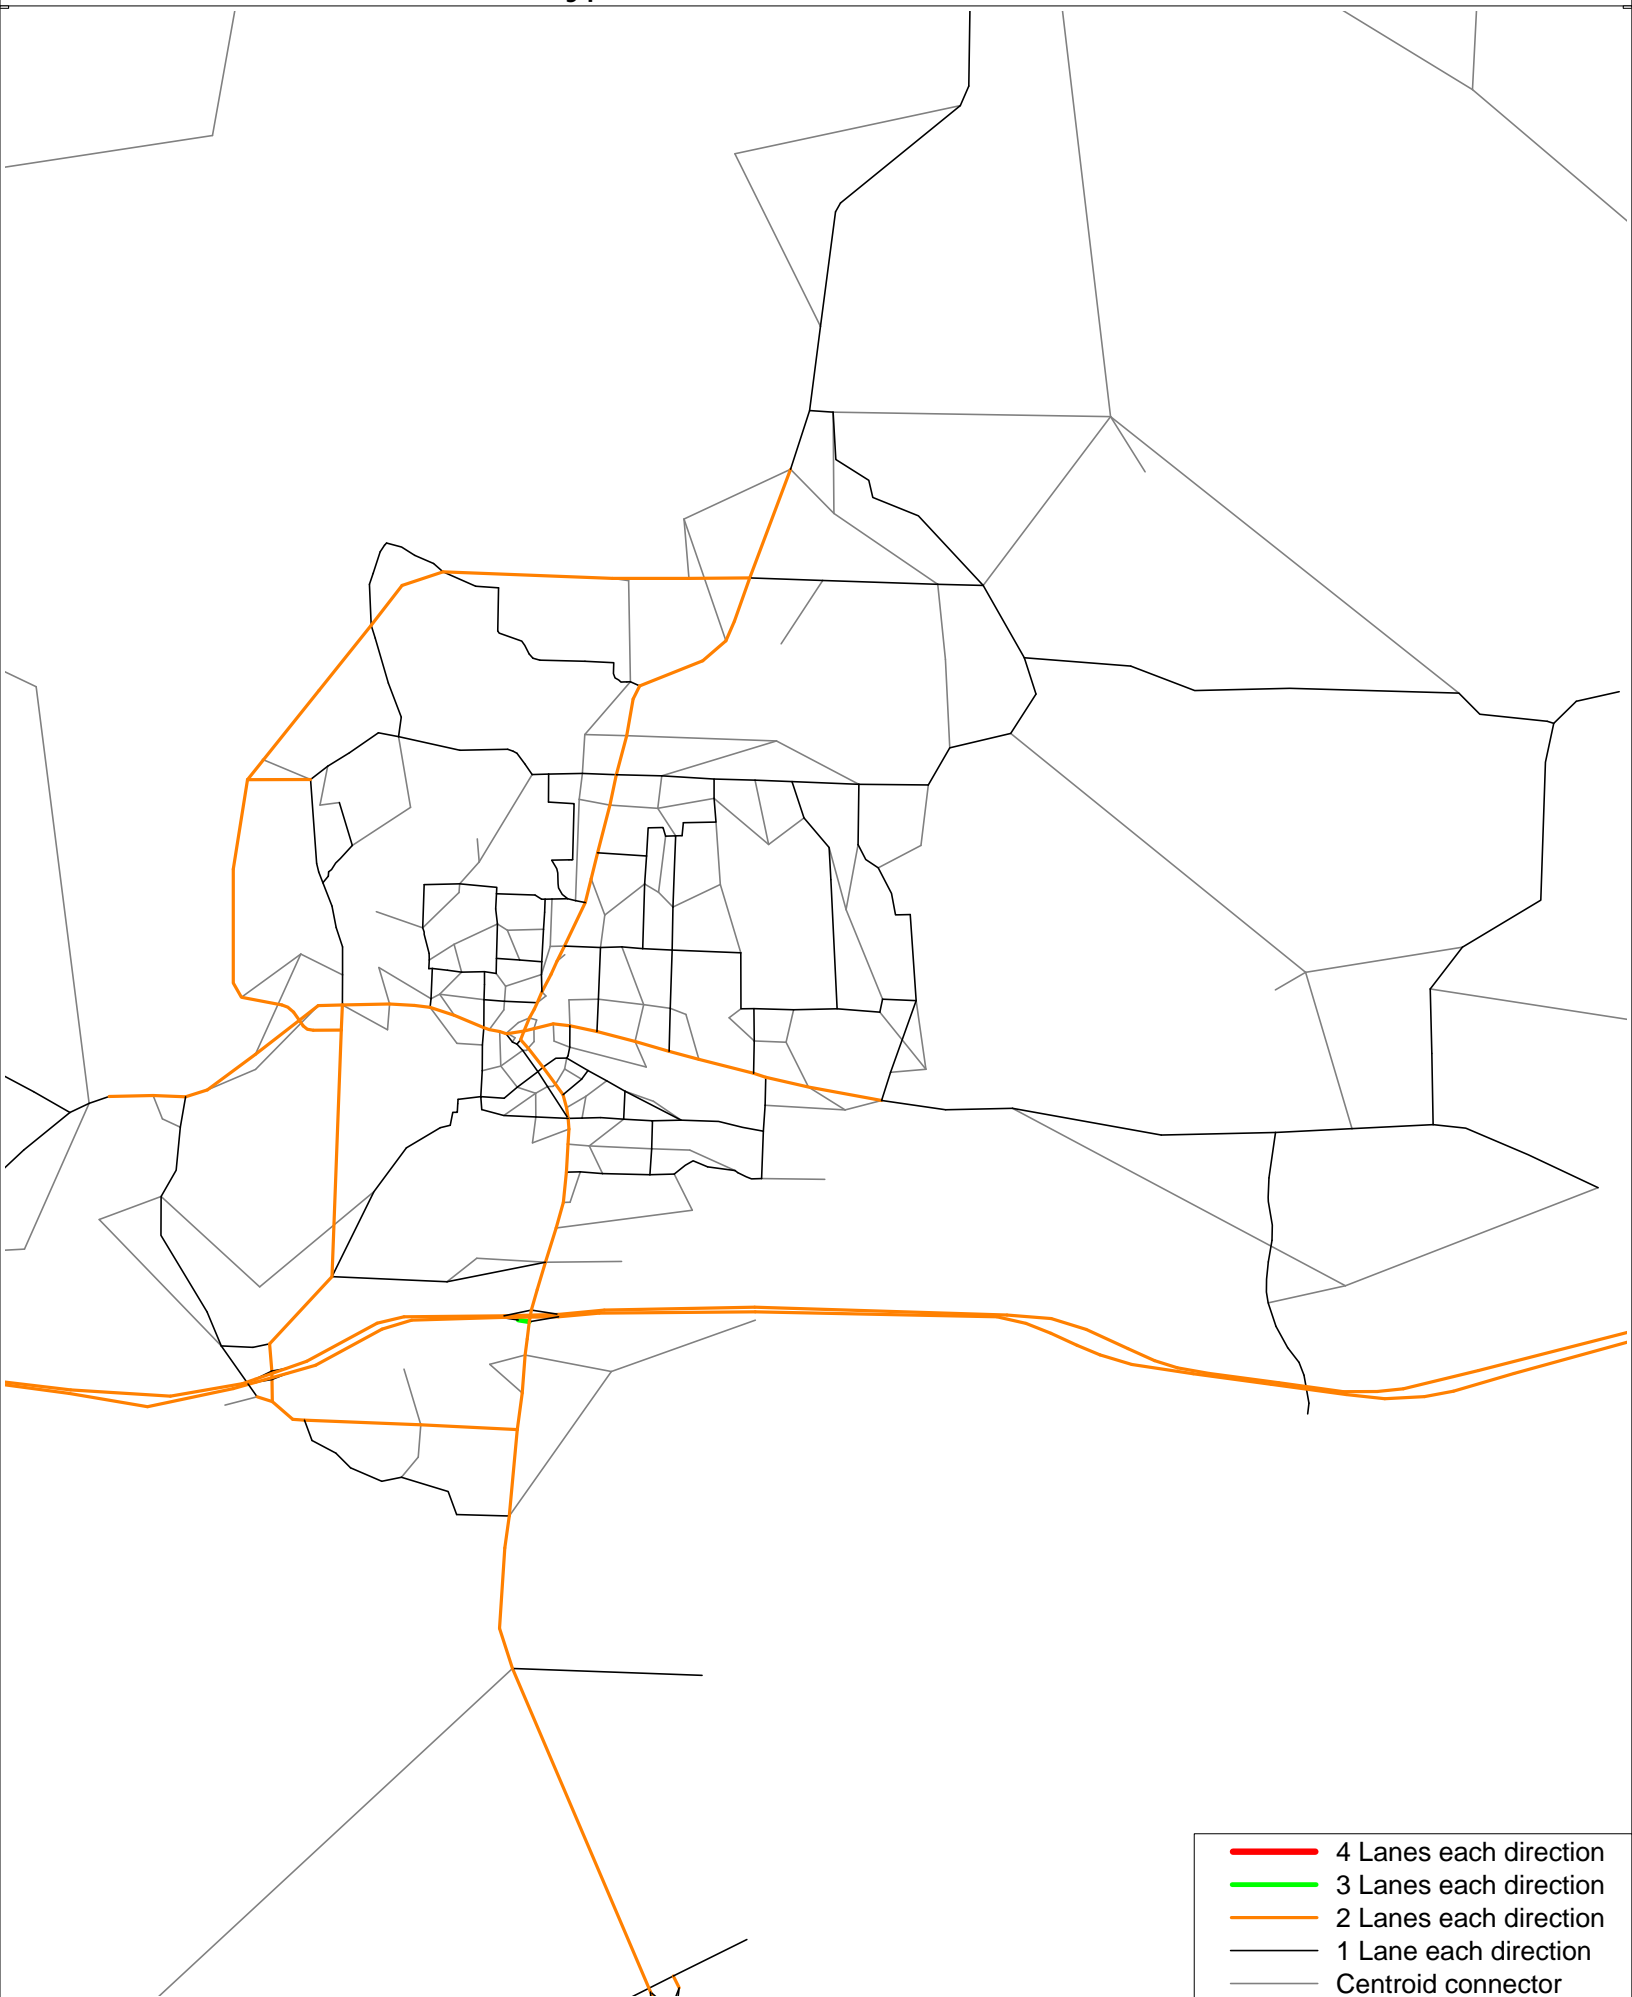 4 Lanes each direction
3 Lanes each direction
2 Lanes each direction
1 Lane each direction
Centroid connector